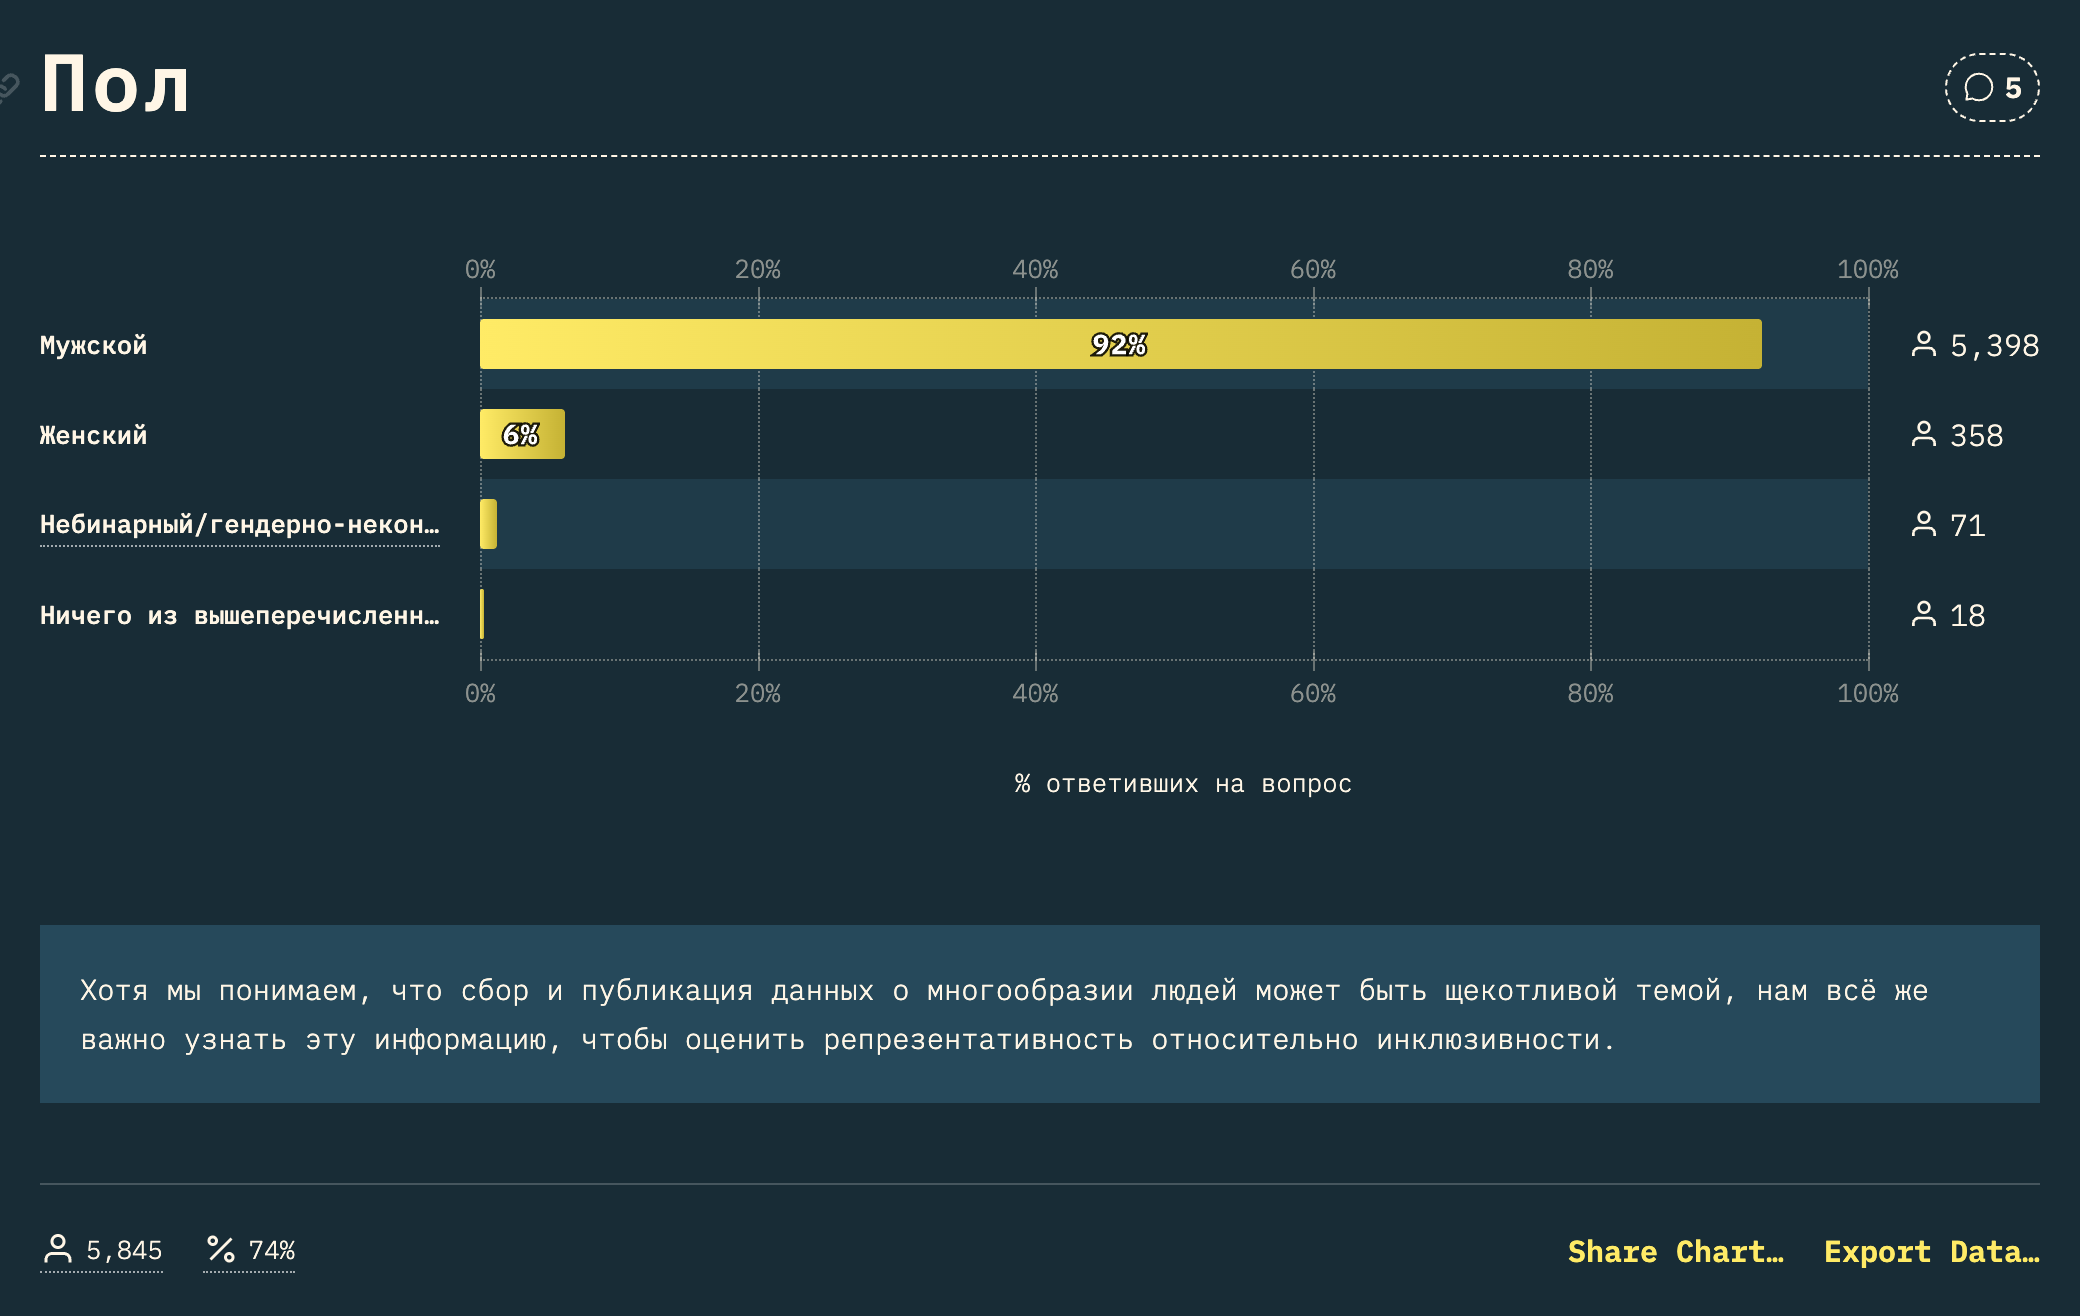 Пол
5
0% 20% 40% 60% 80% 100%
Мужской 92% 5,398
Женский 6% 358
Небинарный/гендерно-некон… 71
Ничего из вышеперечисленн… 18
0% 20% 40% 60% 80% 100%
% ответивших на вопрос
Хотя мы понимаем, что сбор и публикация данных о многообразии людей может быть щекотливой темой, нам всё же
важно узнать эту информацию, чтобы оценить репрезентативность относительно инклюзивности.
5,845 74% Share Chart… Export Data…